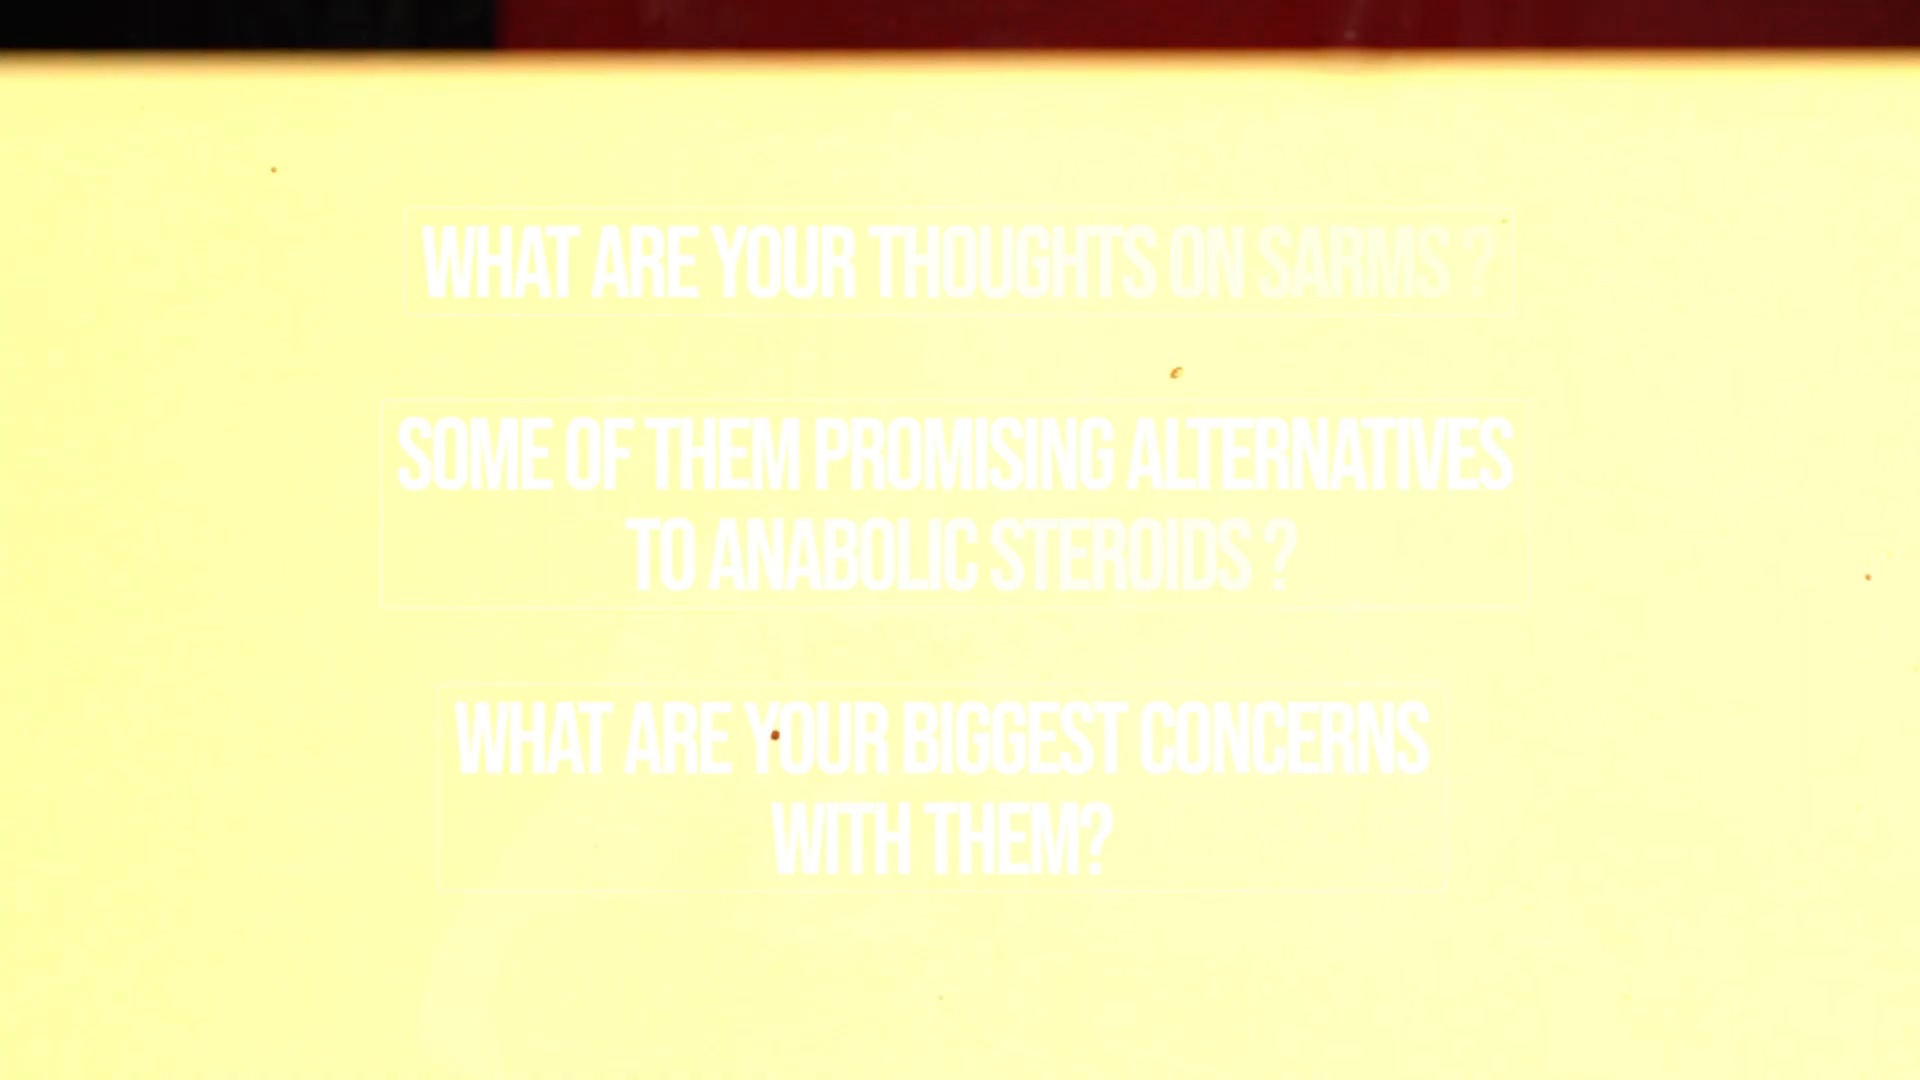 WHAT ARE YOUR THOUGHTS ON SARMS ?
SOME OF THEM PROMISING ALTERNATIVES
TO ANABOLIC STEROIDS ?
WHAT ARE YOUR BIGGEST CONCERNS
WITH THEM?